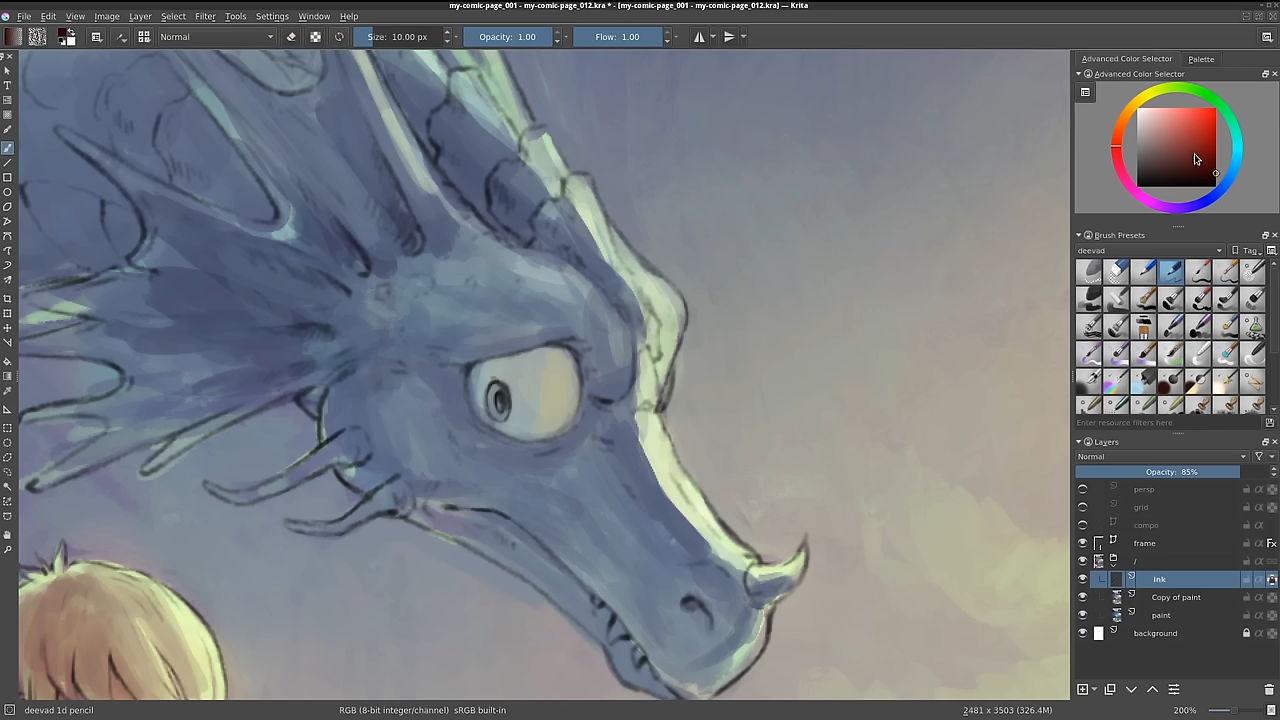 my-comic-page_001 - my-comic-page_012.kra * - [my-comic-page_001 - my-comic-page_012.kra] — Krita
File Edit View Image Layer Select Filter Tools Settings Window Help
Normal Size: 10.00 px Opacity: 1.00 Flow: 1.00
Advanced Color Selector Palette
Advanced Color Selector
Brush Presets
deevad Tag
Enter resource filters here
Layers
Normal
Opacity: 85%
persp
grid
compo
frame Fx
/
ink
Copy of paint
paint
background
deevad 1d pencil RGB (8-bit integer/channel) sRGB built-in 2481 x 3503 (326.4M) 200%